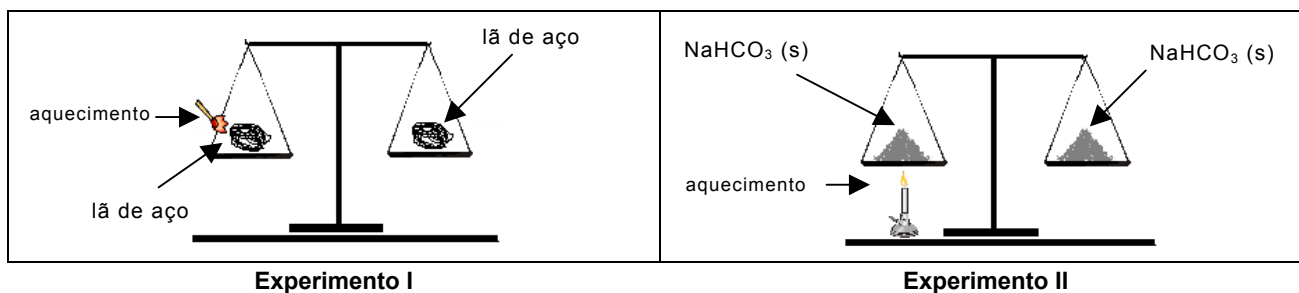 lã de aço
aquecimento
lã de aço
NaHCO₃ (s)
NaHCO₃ (s)
aquecimento
Experimento I
Experimento II